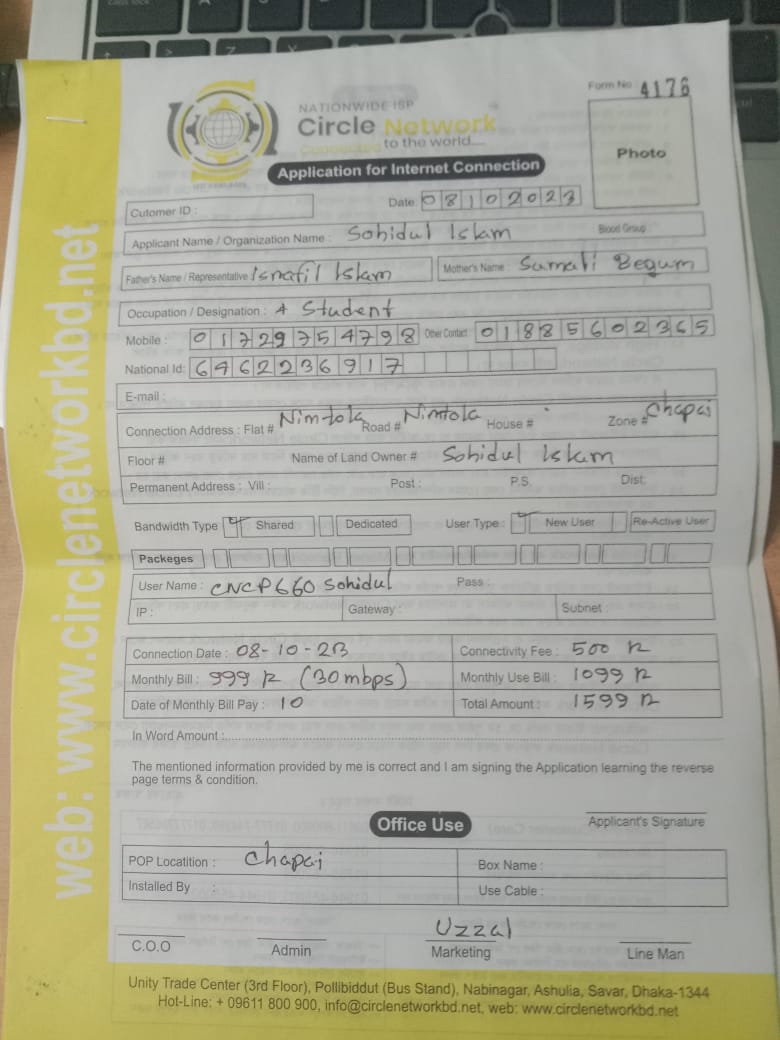 Form No : 4176
NATIONWIDE ISP
Circle Network
Connected to the world....
Photo
Application for Internet Connection
Date: 08102023
Cutomer ID :
Applicant Name / Organization Name : Sohidul Islam Blood Group :
Father's Name / Representative : Israfil Islam Mother's Name : Sumali Begum
Occupation / Designation : A Student
Mobile : 01729754798 Other Contact : 01885602365
National Id: 6462236917
E-mail :
Connection Address : Flat # Nimtola Road # Nimtola House # Zone # Chapai
Floor # Name of Land Owner # Sohidul Islam
Permanent Address : Vill : Post : P.S. Dist:
Bandwidth Type Shared Dedicated User Type : New User Re-Active User
Packeges
User Name : CNCP660 Sohidul Pass :
IP : Gateway : Subnet :
Connection Date : 08-10-23 Connectivity Fee : 500
Monthly Bill : 999 (30 mbps) Monthly Use Bill : 1099
Date of Monthly Bill Pay : 10 Total Amount : 1599
In Word Amount :
The mentioned information provided by me is correct and I am signing the Application learning the reverse
page terms & condition.
Applicant's Signature
Office Use
POP Locatition : Chapai Box Name :
Installed By : Use Cable :
Uzzal
C.O.O Admin Marketing Line Man
Unity Trade Center (3rd Floor), Pollibiddut (Bus Stand), Nabinagar, Ashulia, Savar, Dhaka-1344
Hot-Line: + 09611 800 900, info@circlenetworkbd.net, web: www.circlenetworkbd.net
web: www.circlenetworkbd.net